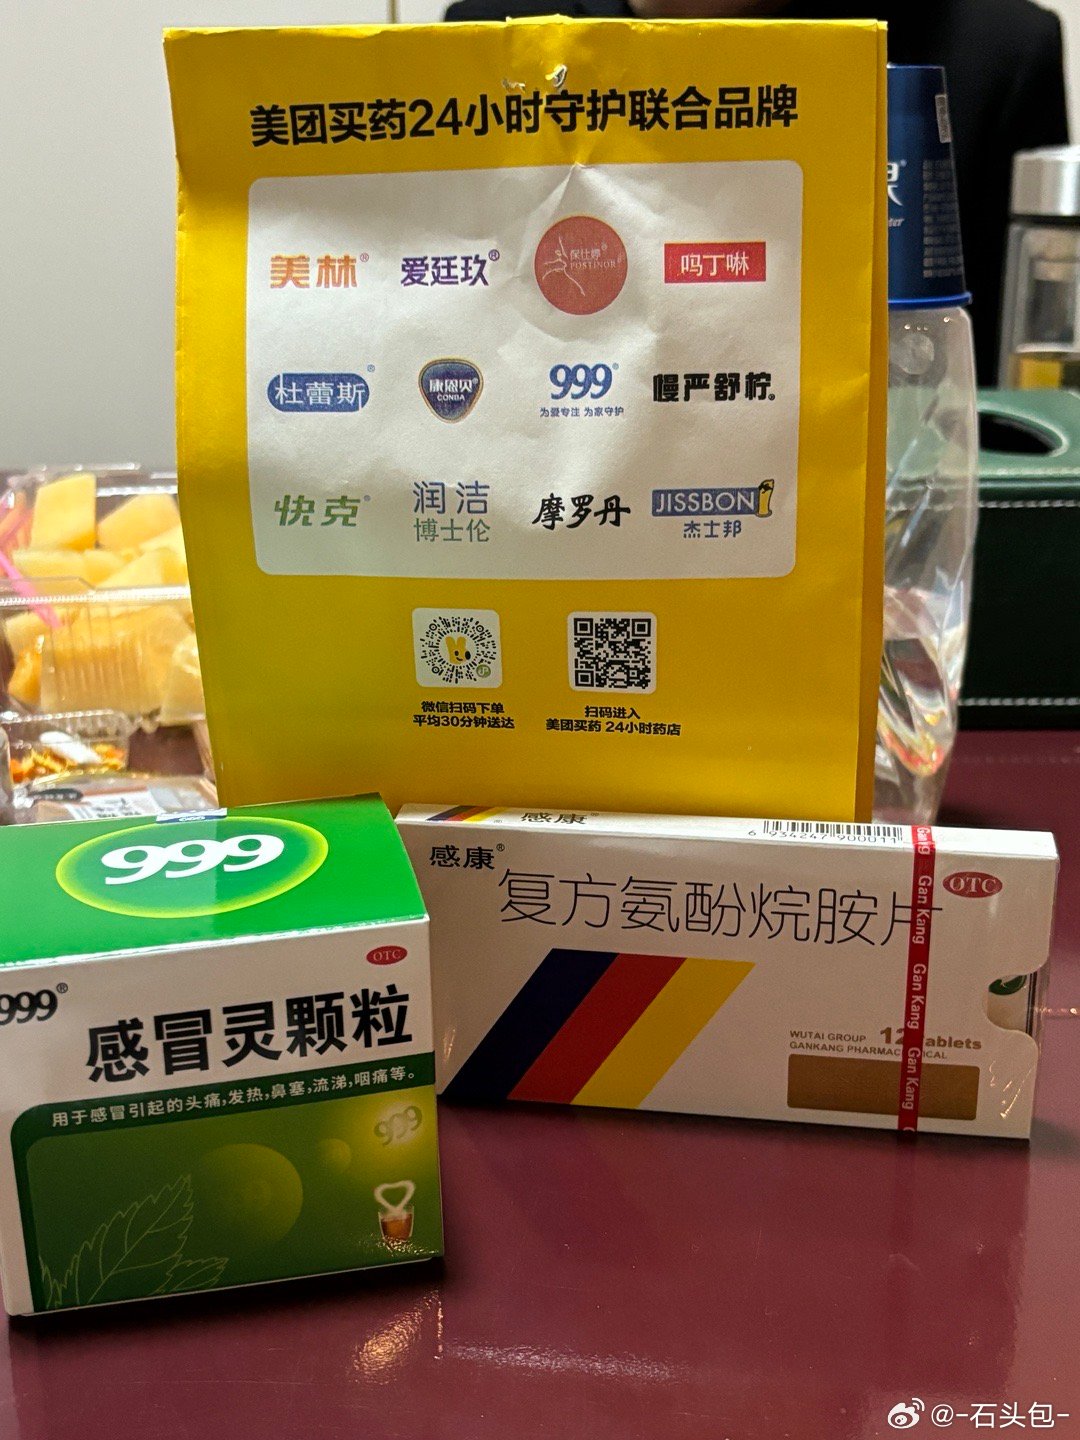 美团买药24小时守护联合品牌
美林®
爱廷玖®
保仕婷®
POSTINOR
吗丁啉
杜蕾斯®
康恩贝®
CONBA
999®
为爱专注 为家守护
慢严舒柠®
快克®
润洁
博士伦
摩罗丹
JISSBON
杰士邦
微信扫码下单
平均30分钟送达
扫码进入
美团买药 24小时药店
999
999®
OTC
感冒灵颗粒
用于感冒引起的头痛,发热,鼻塞,流涕,咽痛等。
999
感康®
6 934247 900011
感康®
复方氨酚烷胺片
OTC
WUTAI GROUP
GANKANG PHARMACEUTICAL
12 Tablets
Gan Kang
Gan Kang
Gan Kang
Gan Kang
@-石头包-